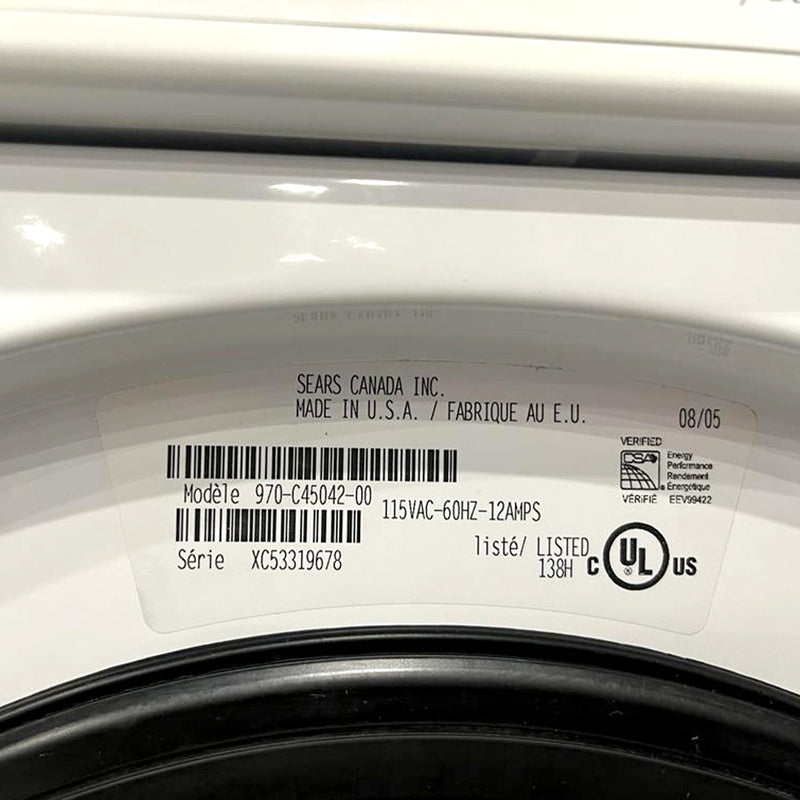 SEARS CANADA INC.
MADE IN U.S.A. / FABRIQUE AU E.U.
08/05
VERIFIED
CSA
Energy
Performance
Rendement
Énergétique
VÉRIFIÉ EEV99422
Modèle 970-C45042-00
115VAC-60HZ-12AMPS
Série XC53319678
listé/ LISTED
138H
C UL® US